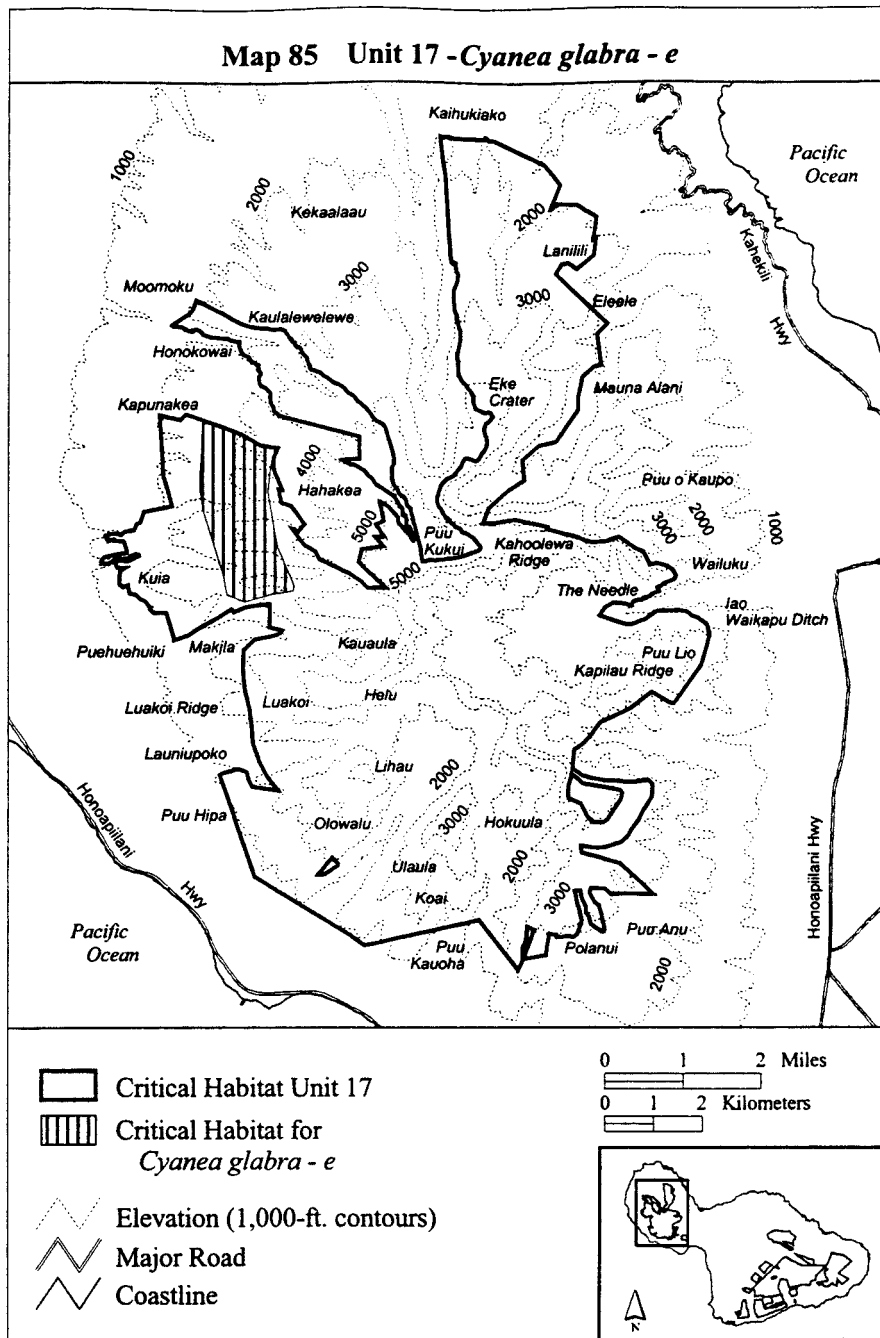 Map 85 Unit 17 - Cyanea glabra - e
Kaihukiako
Pacific
Ocean
1000
2000
Kekaalaau
2000
Kahekili
Hwy
Lanilili
3000
Moomoku
Kaulalewelewe
3000
Eleele
Honokowai
Eke
Crater
Mauna Alani
Kapunakea
4000
Hahakea
Puu o Kaupo
5000
Puu
Kukui
3000
2000
1000
Kahoolewa
Ridge
Wailuku
5000
Kuia
The Needle
Iao
Waikapu Ditch
Puehuehuiki
Makila
Kauaula
Puu Lio
Kapilau Ridge
Luakoi Ridge
Luakoi
Helu
Launiupoko
Lihau
2000
Honoapiilani
Hwy
Puu Hipa
Olowalu
3000
Hokuula
Ulaula
2000
Koai
3000
Honoapiilani Hwy
Pacific
Ocean
Puu
Kauoha
Polanui
Puu Anu
2000
Critical Habitat Unit 17
Critical Habitat for
Cyanea glabra - e
Elevation (1,000-ft. contours)
Major Road
Coastline
0 1 2 Miles
0 1 2 Kilometers
N